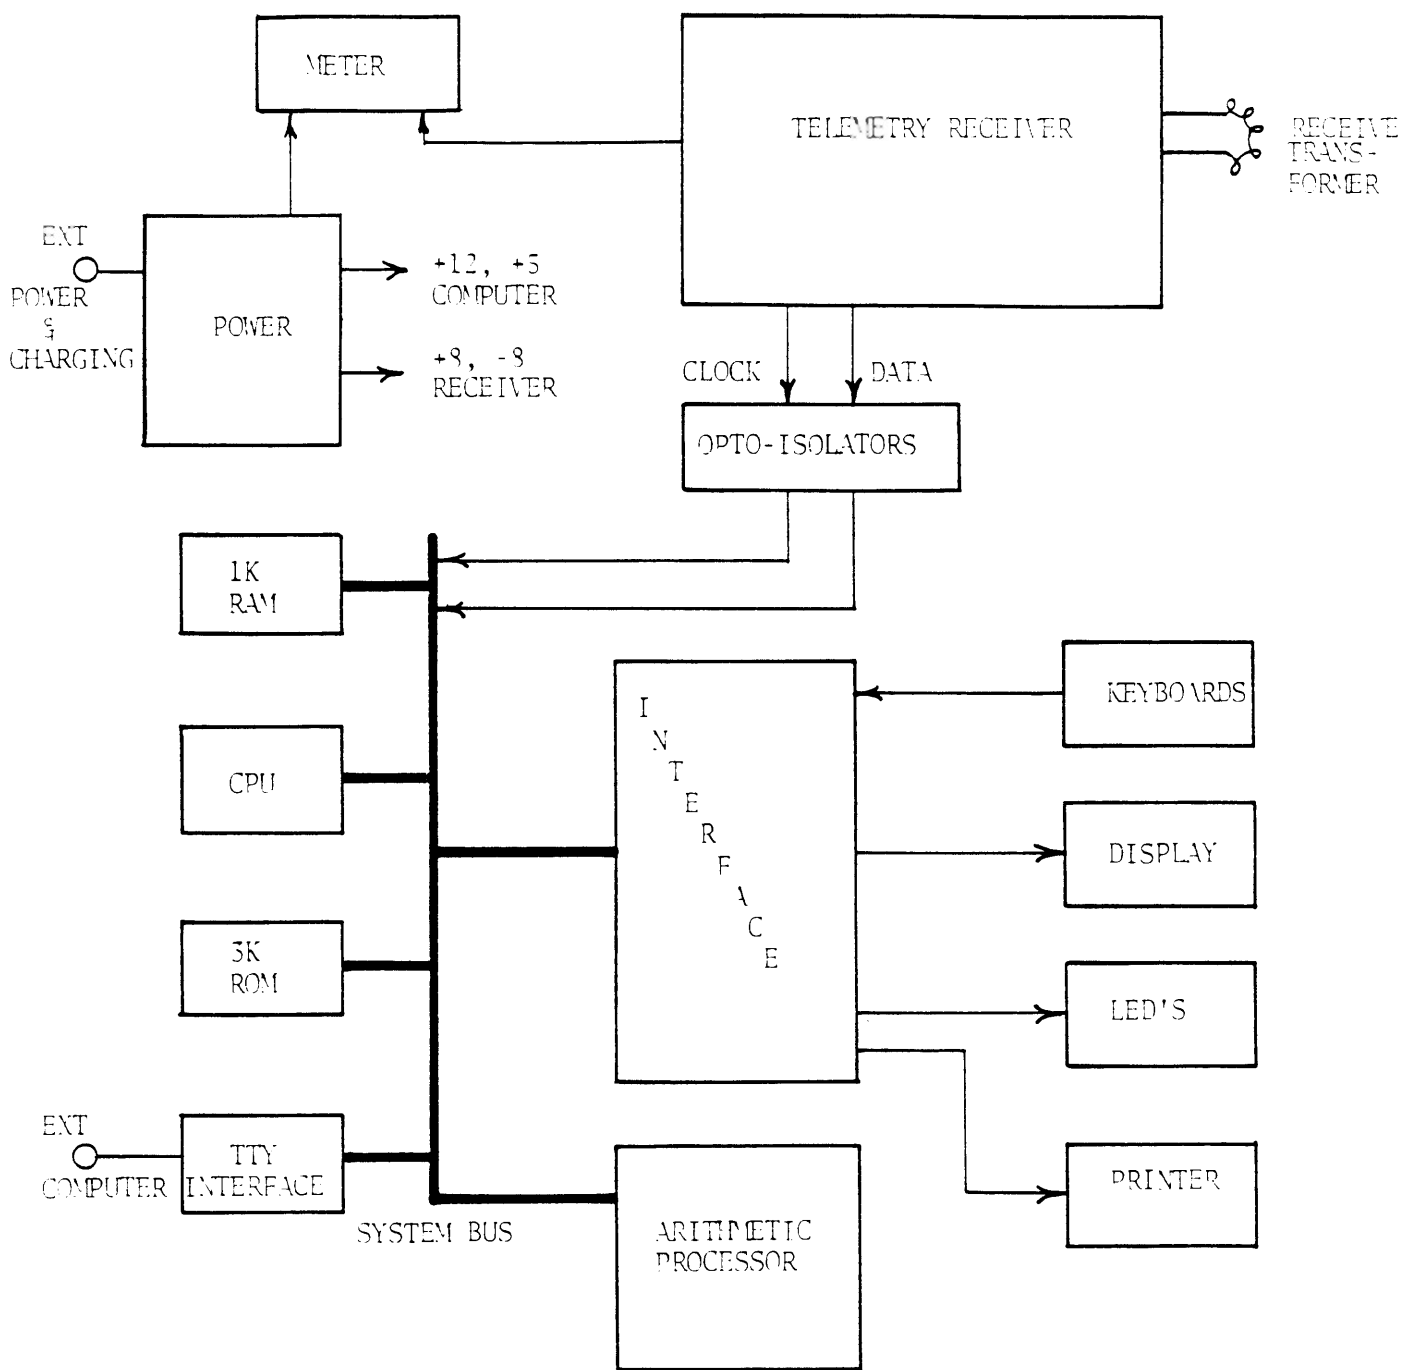 METER
TELEMETRY RECEIVER
RECEIVE
TRANS-
FORMER
EXT
POWER
&
CHARGING
POWER
+12, +5
COMPUTER
+8, -8
RECEIVER
CLOCK
DATA
OPTO-ISOLATORS
1K
RAM
CPU
3K
ROM
EXT
COMPUTER
TTY
INTERFACE
SYSTEM BUS
INTERFACE
ARITHMETIC
PROCESSOR
KEYBOARDS
DISPLAY
LED'S
PRINTER